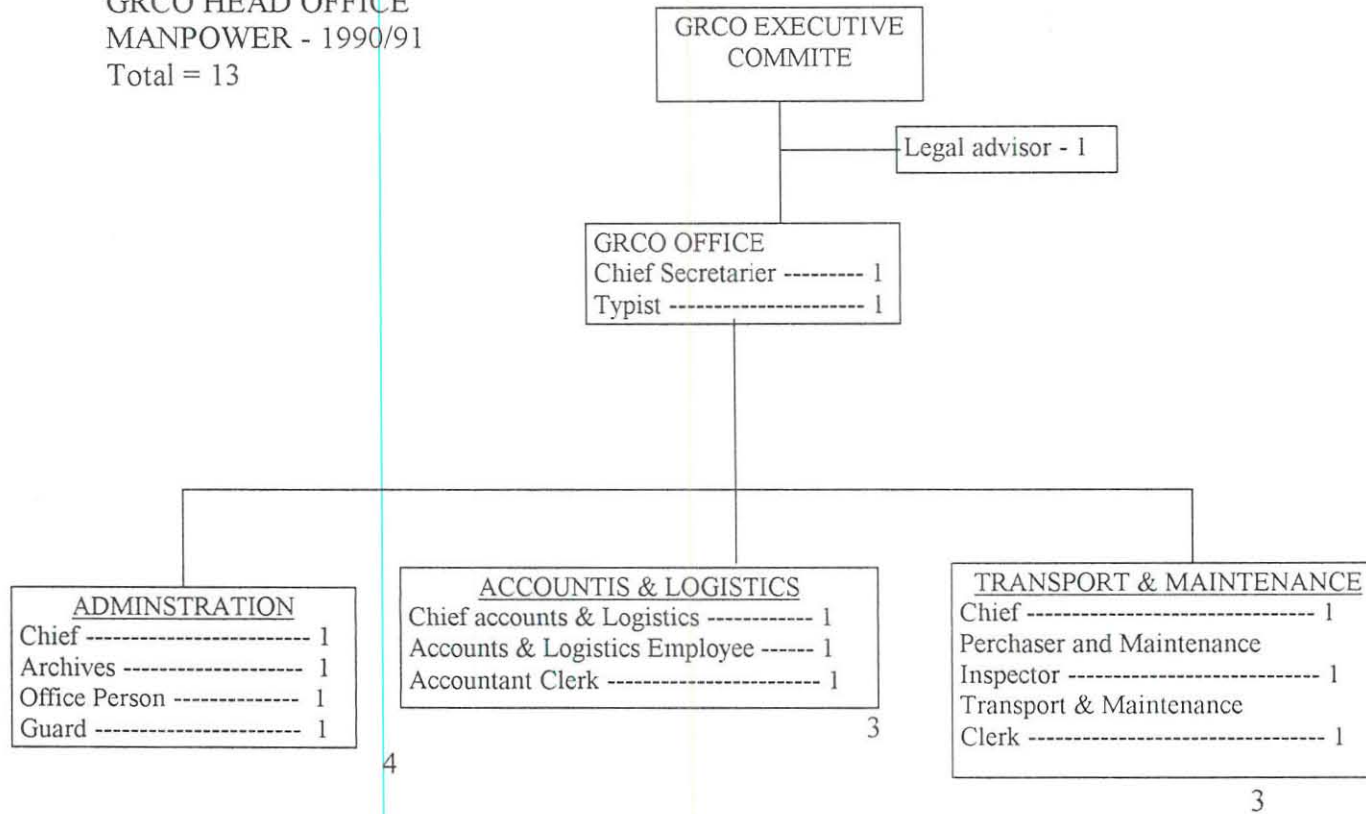 GRCO HEAD OFFICE
MANPOWER - 1990/91
Total = 13
GRCO EXECUTIVE
COMMITE
Legal advisor - 1
GRCO OFFICE
Chief Secretarier --------- 1
Typist ----------------------- 1
ADMINSTRATION
Chief ------------------------ 1
Archives ------------------- 1
Office Person ------------- 1
Guard ---------------------- 1
4
ACCOUNTIS & LOGISTICS
Chief accounts & Logistics ------------ 1
Accounts & Logistics Employee ------ 1
Accountant Clerk ------------------------ 1
3
TRANSPORT & MAINTENANCE
Chief -------------------------------- 1
Perchaser and Maintenance
Inspector ---------------------------- 1
Transport & Maintenance
Clerk --------------------------------- 1
3